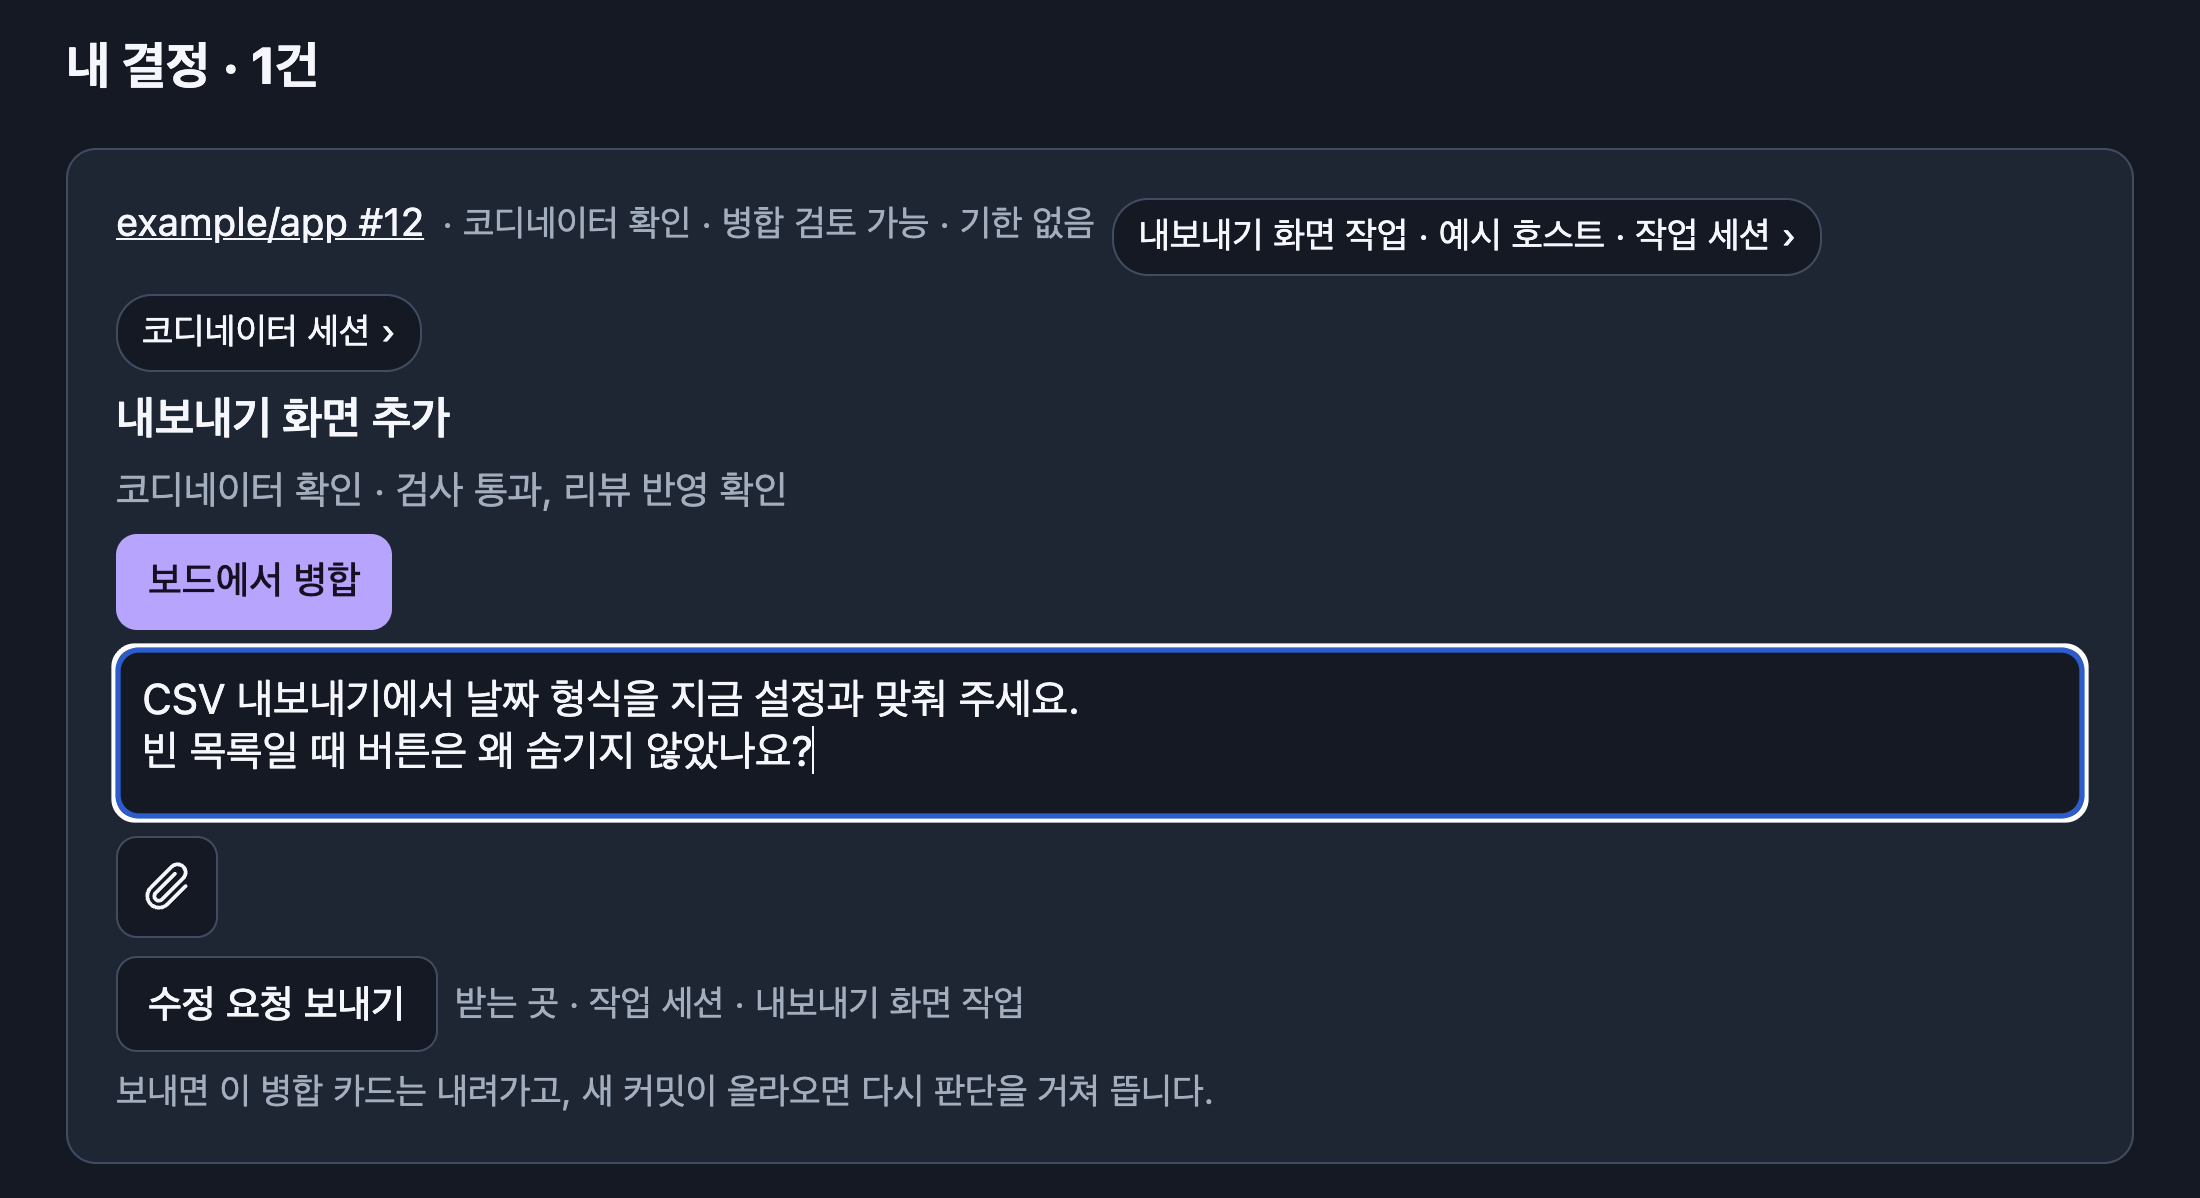 내 결정 · 1건
example/app #12 · 코디네이터 확인 · 병합 검토 가능 · 기한 없음 내보내기 화면 작업 · 예시 호스트 · 작업 세션 ›
코디네이터 세션 ›
내보내기 화면 추가
코디네이터 확인 · 검사 통과, 리뷰 반영 확인
보드에서 병합
CSV 내보내기에서 날짜 형식을 지금 설정과 맞춰 주세요.
빈 목록일 때 버튼은 왜 숨기지 않았나요?
수정 요청 보내기 받는 곳 · 작업 세션 · 내보내기 화면 작업
보내면 이 병합 카드는 내려가고, 새 커밋이 올라오면 다시 판단을 거쳐 뜹니다.